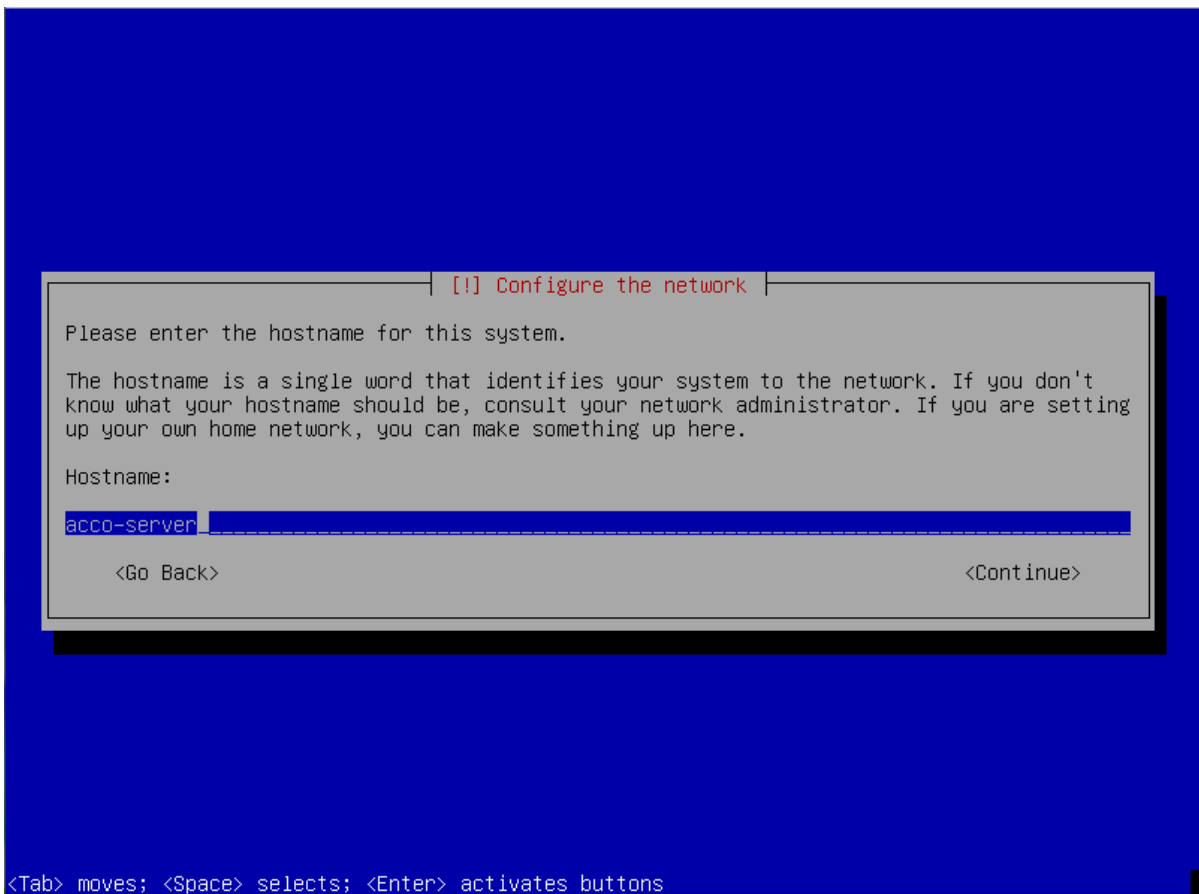 [!] Configure the network
Please enter the hostname for this system.
The hostname is a single word that identifies your system to the network. If you don't
know what your hostname should be, consult your network administrator. If you are setting
up your own home network, you can make something up here.
Hostname:
acco-server
<Go Back> <Continue>
<Tab> moves; <Space> selects; <Enter> activates buttons